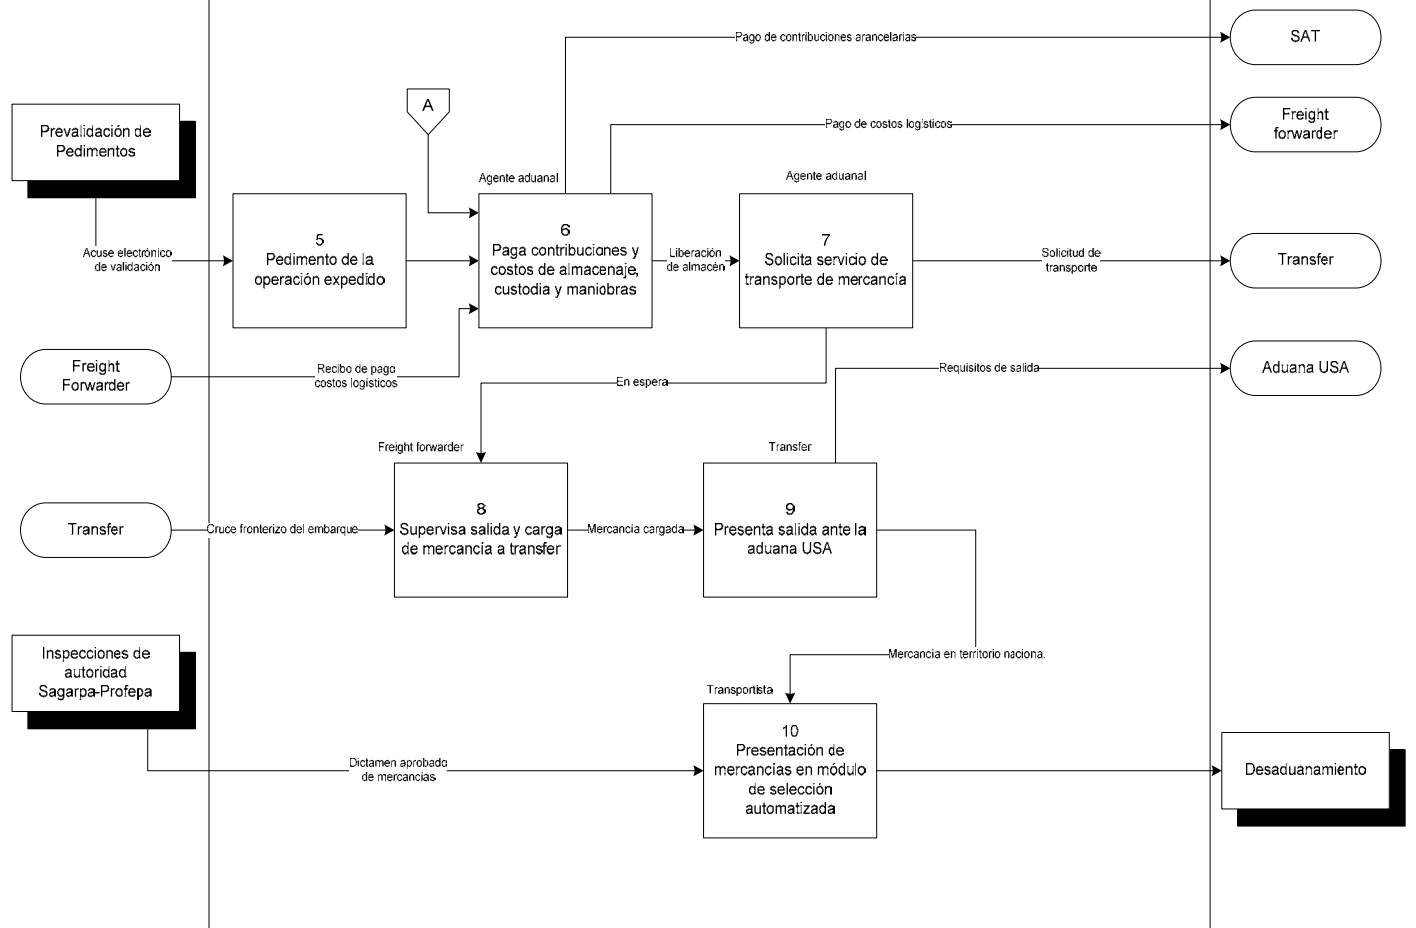 Pago de contribuciones arancelarias
SAT
A
Prevalidación de
Pedimentos
Pago de costos logísticos
Freight
forwarder
Agente aduanal
Agente aduanal
Acuse electrónico
de validación
5
Pedimento de la
operación expedido
6
Paga contribuciones y
costos de almacenaje,
custodia y maniobras
Liberación
de almacén
7
Solicita servicio de
transporte de mercancía
Solicitud de
transporte
Transfer
Freight
Forwarder
Recibo de pago
costos logísticos
En espera
Requisitos de salida
Aduana USA
Freight forwarder
Transfer
Transfer
Cruce fronterizo del embarque
8
Supervisa salida y carga
de mercancía a transfer
Mercancia cargada
9
Presenta salida ante la
aduana USA
Inspecciones de
autoridad
Sagarpa-Profepa
Mercancia en territorio naciona.
Transportista
Dictamen aprobado
de mercancías
10
Presentación de
mercancías en módulo
de selección
automatizada
Desaduanamiento